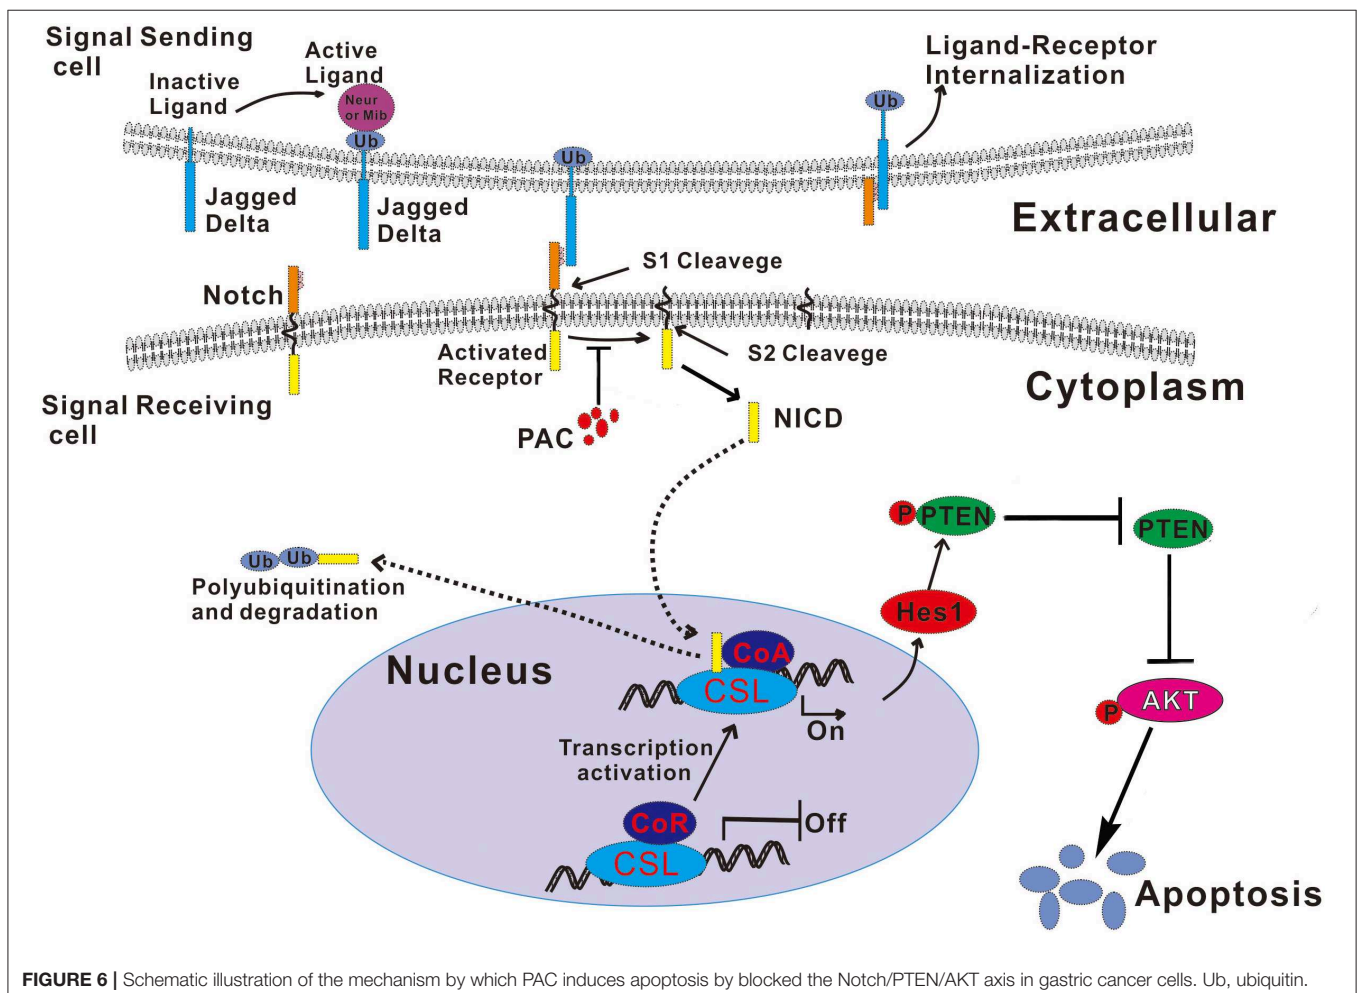 Signal Sending
cell
Inactive
Ligand
Active
Ligand
Neur
or Mib
Ub
Jagged
Delta
Jagged
Delta
Ub
Ub
Ligand-Receptor
Internalization
Extracellular
Notch
S1 Cleavege
Activated
Receptor
S2 Cleavege
Cytoplasm
Signal Receiving
cell
PAC
NICD
P
PTEN
PTEN
Ub
Ub
Polyubiquitination
and degradation
Hes1
Nucleus
CoA
CSL
On
P
AKT
Transcription
activation
CoR
CSL
Off
Apoptosis
FIGURE 6 | Schematic illustration of the mechanism by which PAC induces apoptosis by blocked the Notch/PTEN/AKT axis in gastric cancer cells. Ub, ubiquitin.